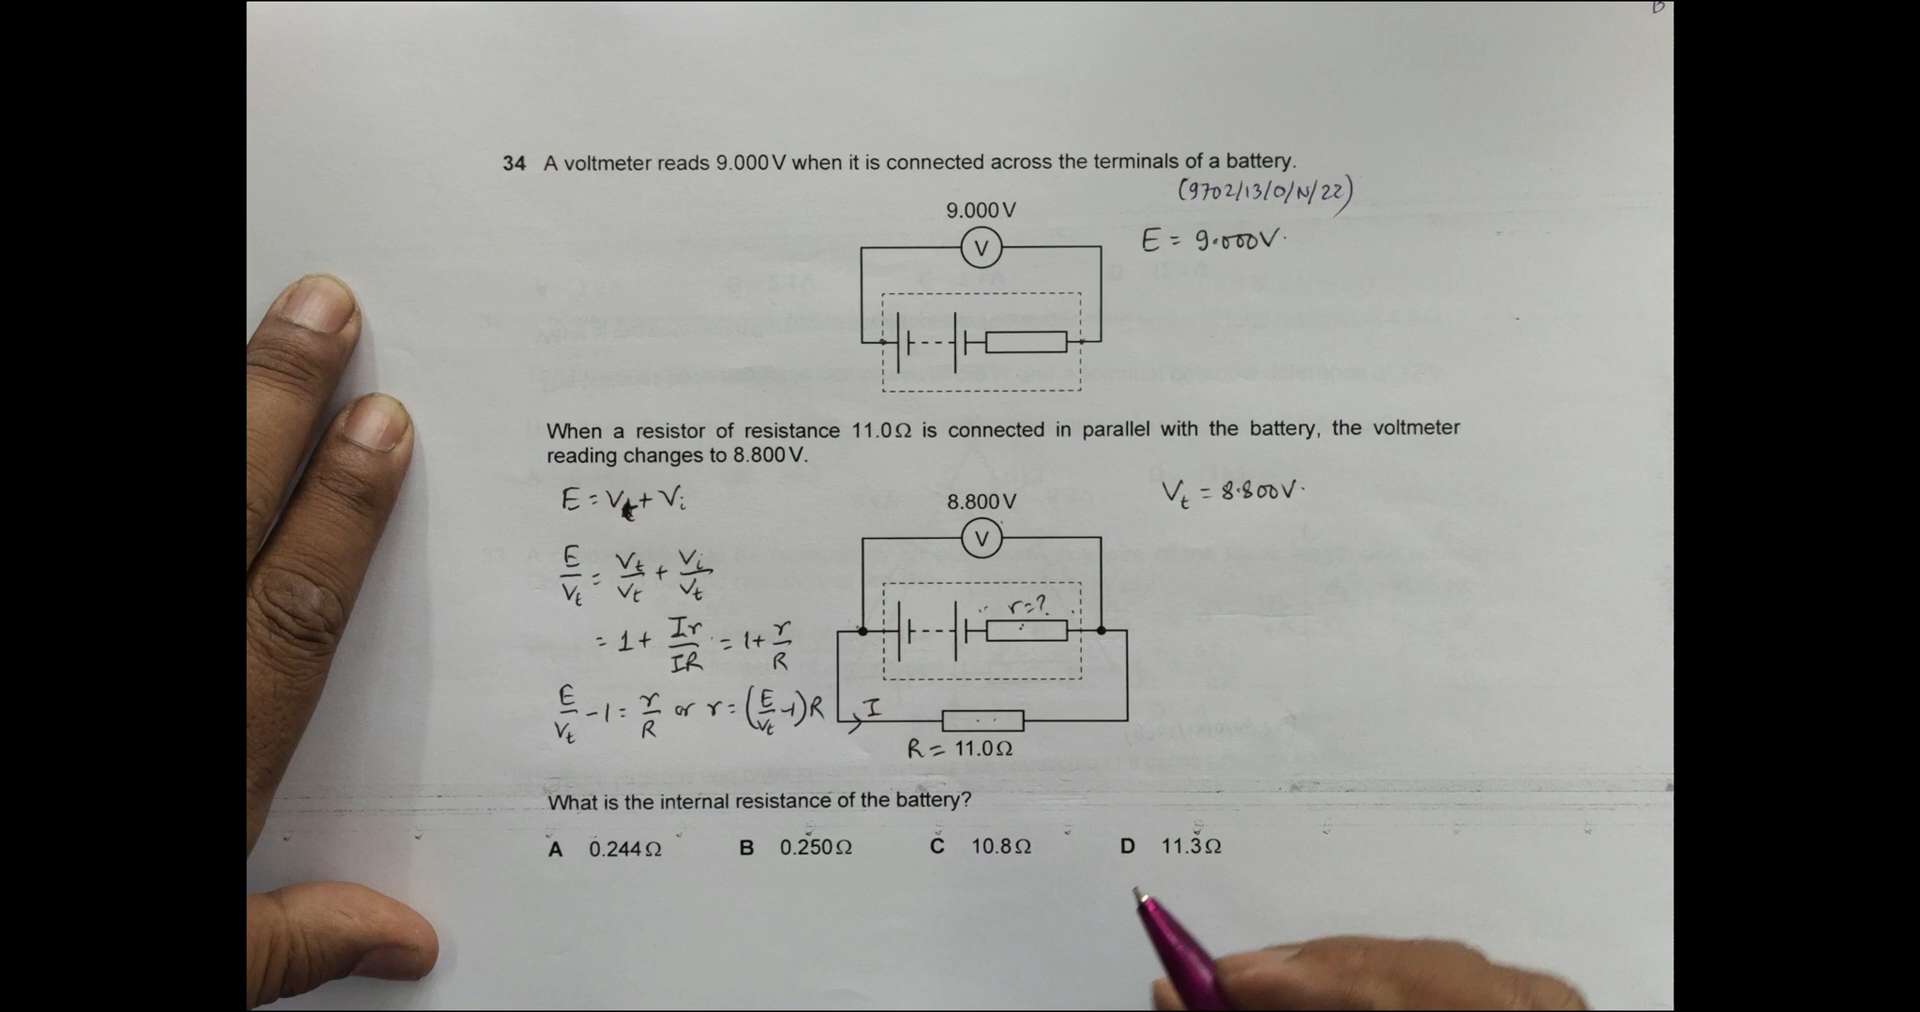 34 A voltmeter reads 9.000 V when it is connected across the terminals of a battery.
(9702/13/O/N/22)
9.000 V
E = 9.000V.
V
When a resistor of resistance 11.0 Ω is connected in parallel with the battery, the voltmeter
reading changes to 8.800 V.
E = Vt + Vi
8.800 V
Vt = 8.800V.
V
E/Vt = Vt/Vt + Vi/Vt
r=?
= 1 + Ir/IR = 1 + r/R
E/Vt - 1 = r/R or r = (E/Vt - 1)R
I
R = 11.0 Ω
What is the internal resistance of the battery?
A 0.244 Ω B 0.250 Ω C 10.8 Ω D 11.3 Ω